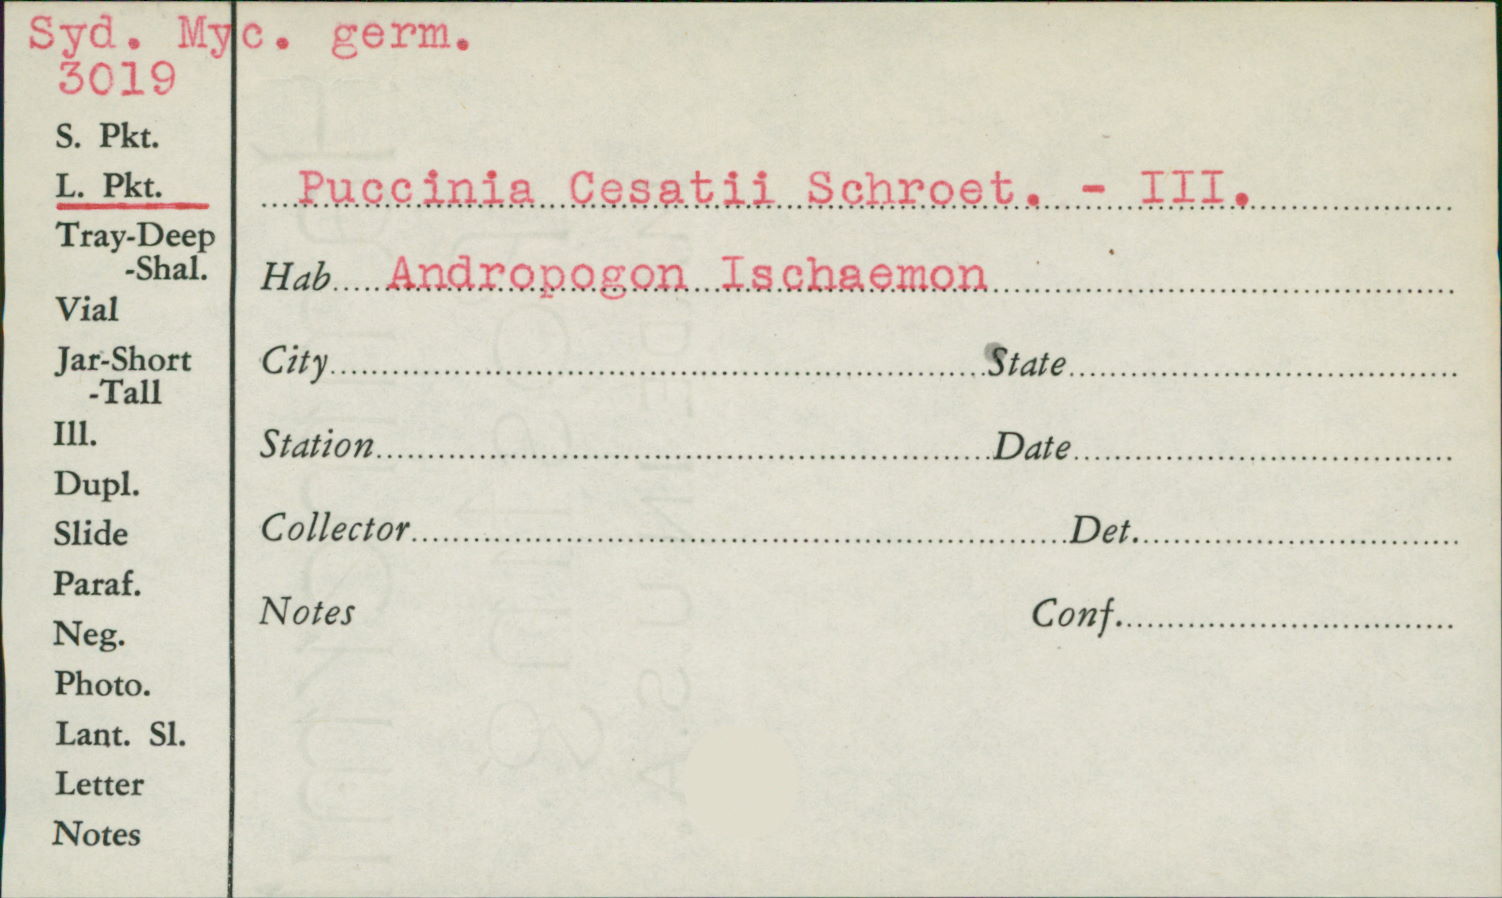 Syd. Myc. germ.
3019
S. Pkt.
L. Pkt.
Tray-Deep
-Shal.
Vial
Jar-Short
-Tall
Ill.
Dupl.
Slide
Paraf.
Neg.
Photo.
Lant. Sl.
Letter
Notes
Puccinia Cesatii Schroet. - III.
Hab Andropogon Ischaemon
City State
Station Date
Collector Det.
Notes Conf.